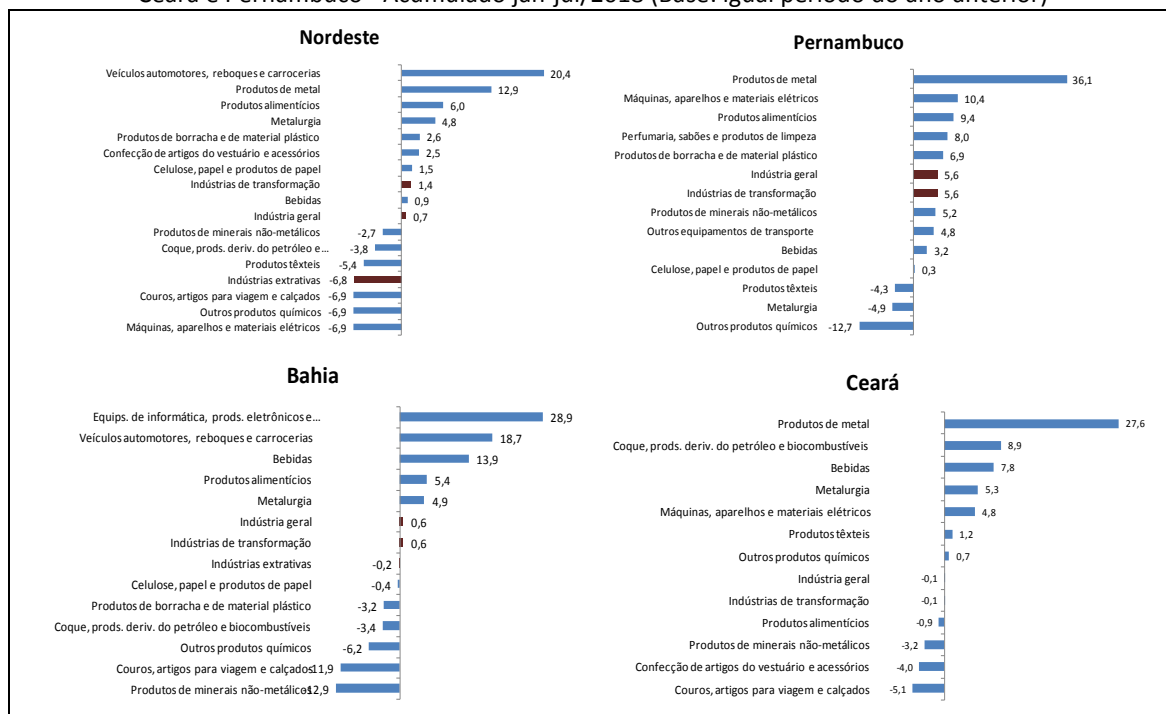 Ceará e Pernambuco - Acumulado jan-jul/2018 (Base: igual período do ano anterior)
Nordeste
Veículos automotores, reboques e carrocerias 20,4
Produtos de metal 12,9
Produtos alimentícios 6,0
Metalurgia 4,8
Produtos de borracha e de material plástico 2,6
Confecção de artigos do vestuário e acessórios 2,5
Celulose, papel e produtos de papel 1,5
Indústrias de transformação 1,4
Bebidas 0,9
Indústria geral 0,7
Produtos de minerais não-metálicos -2,7
Coque, prods. deriv. do petróleo e... -3,8
Produtos têxteis -5,4
Indústrias extrativas -6,8
Couros, artigos para viagem e calçados -6,9
Outros produtos químicos -6,9
Máquinas, aparelhos e materiais elétricos -6,9
Pernambuco
Produtos de metal 36,1
Máquinas, aparelhos e materiais elétricos 10,4
Produtos alimentícios 9,4
Perfumaria, sabões e produtos de limpeza 8,0
Produtos de borracha e de material plástico 6,9
Indústria geral 5,6
Indústrias de transformação 5,6
Produtos de minerais não-metálicos 5,2
Outros equipamentos de transporte 4,8
Bebidas 3,2
Celulose, papel e produtos de papel 0,3
Produtos têxteis -4,3
Metalurgia -4,9
Outros produtos químicos -12,7
Bahia
Equips. de informática, prods. eletrônicos e... 28,9
Veículos automotores, reboques e carrocerias 18,7
Bebidas 13,9
Produtos alimentícios 5,4
Metalurgia 4,9
Indústria geral 0,6
Indústrias de transformação 0,6
Indústrias extrativas -0,2
Celulose, papel e produtos de papel -0,4
Produtos de borracha e de material plástico -3,2
Coque, prods. deriv. do petróleo e biocombustíveis -3,4
Outros produtos químicos -6,2
Couros, artigos para viagem e calçados -11,9
Produtos de minerais não-metálicos -12,9
Ceará
Produtos de metal 27,6
Coque, prods. deriv. do petróleo e biocombustíveis 8,9
Bebidas 7,8
Metalurgia 5,3
Máquinas, aparelhos e materiais elétricos 4,8
Produtos têxteis 1,2
Outros produtos químicos 0,7
Indústria geral -0,1
Indústrias de transformação -0,1
Produtos alimentícios -0,9
Produtos de minerais não-metálicos -3,2
Confecção de artigos do vestuário e acessórios -4,0
Couros, artigos para viagem e calçados -5,1